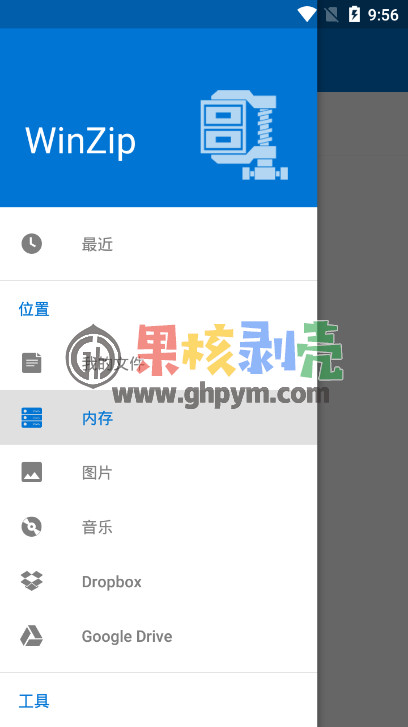 9:56
WinZip
最近
位置
果核剥壳
我的文件
www.ghpym.com
内存
图片
音乐
Dropbox
Google Drive
工具